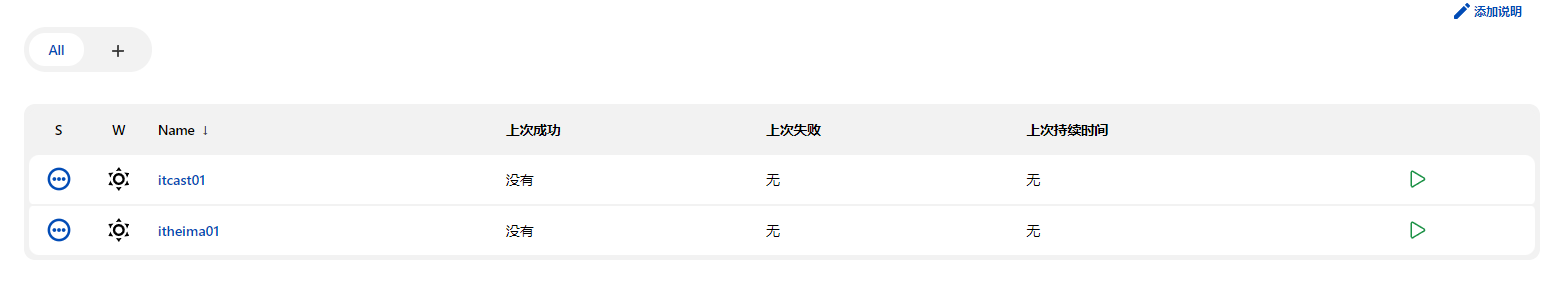 添加说明
All +
S W Name ↓ 上次成功 上次失败 上次持续时间
itcast01 没有 无 无
itheima01 没有 无 无